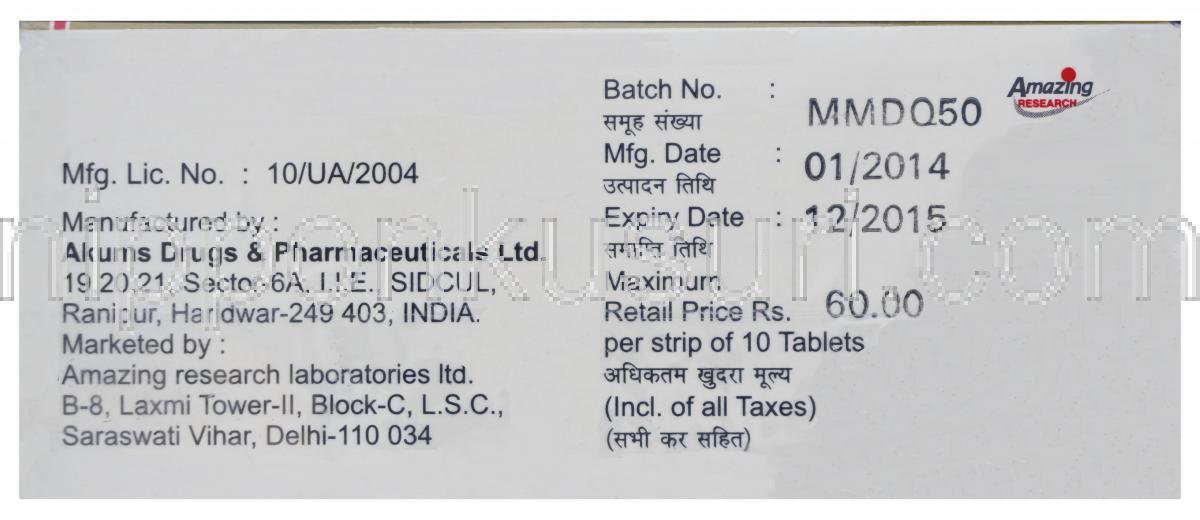 Mfg. Lic. No. : 10/UA/2004
Manufactured by :
Akums Drugs & Pharmaceuticals Ltd.
19,20,21, Sector-6A, I.I.E., SIDCUL,
Ranipur, Haridwar-249 403, INDIA.
Marketed by :
Amazing research laboratories ltd.
B-8, Laxmi Tower-II, Block-C, L.S.C.,
Saraswati Vihar, Delhi-110 034
Batch No. : MMDQ50
समूह संख्या
Mfg. Date : 01/2014
उत्पादन तिथि
Expiry Date : 12/2015
समाप्ति तिथि
Maximum
Retail Price Rs. 60.00
per strip of 10 Tablets
अधिकतम खुदरा मूल्य
(Incl. of all Taxes)
(सभी कर सहित)
Amazing
RESEARCH
nipponkusuri.com